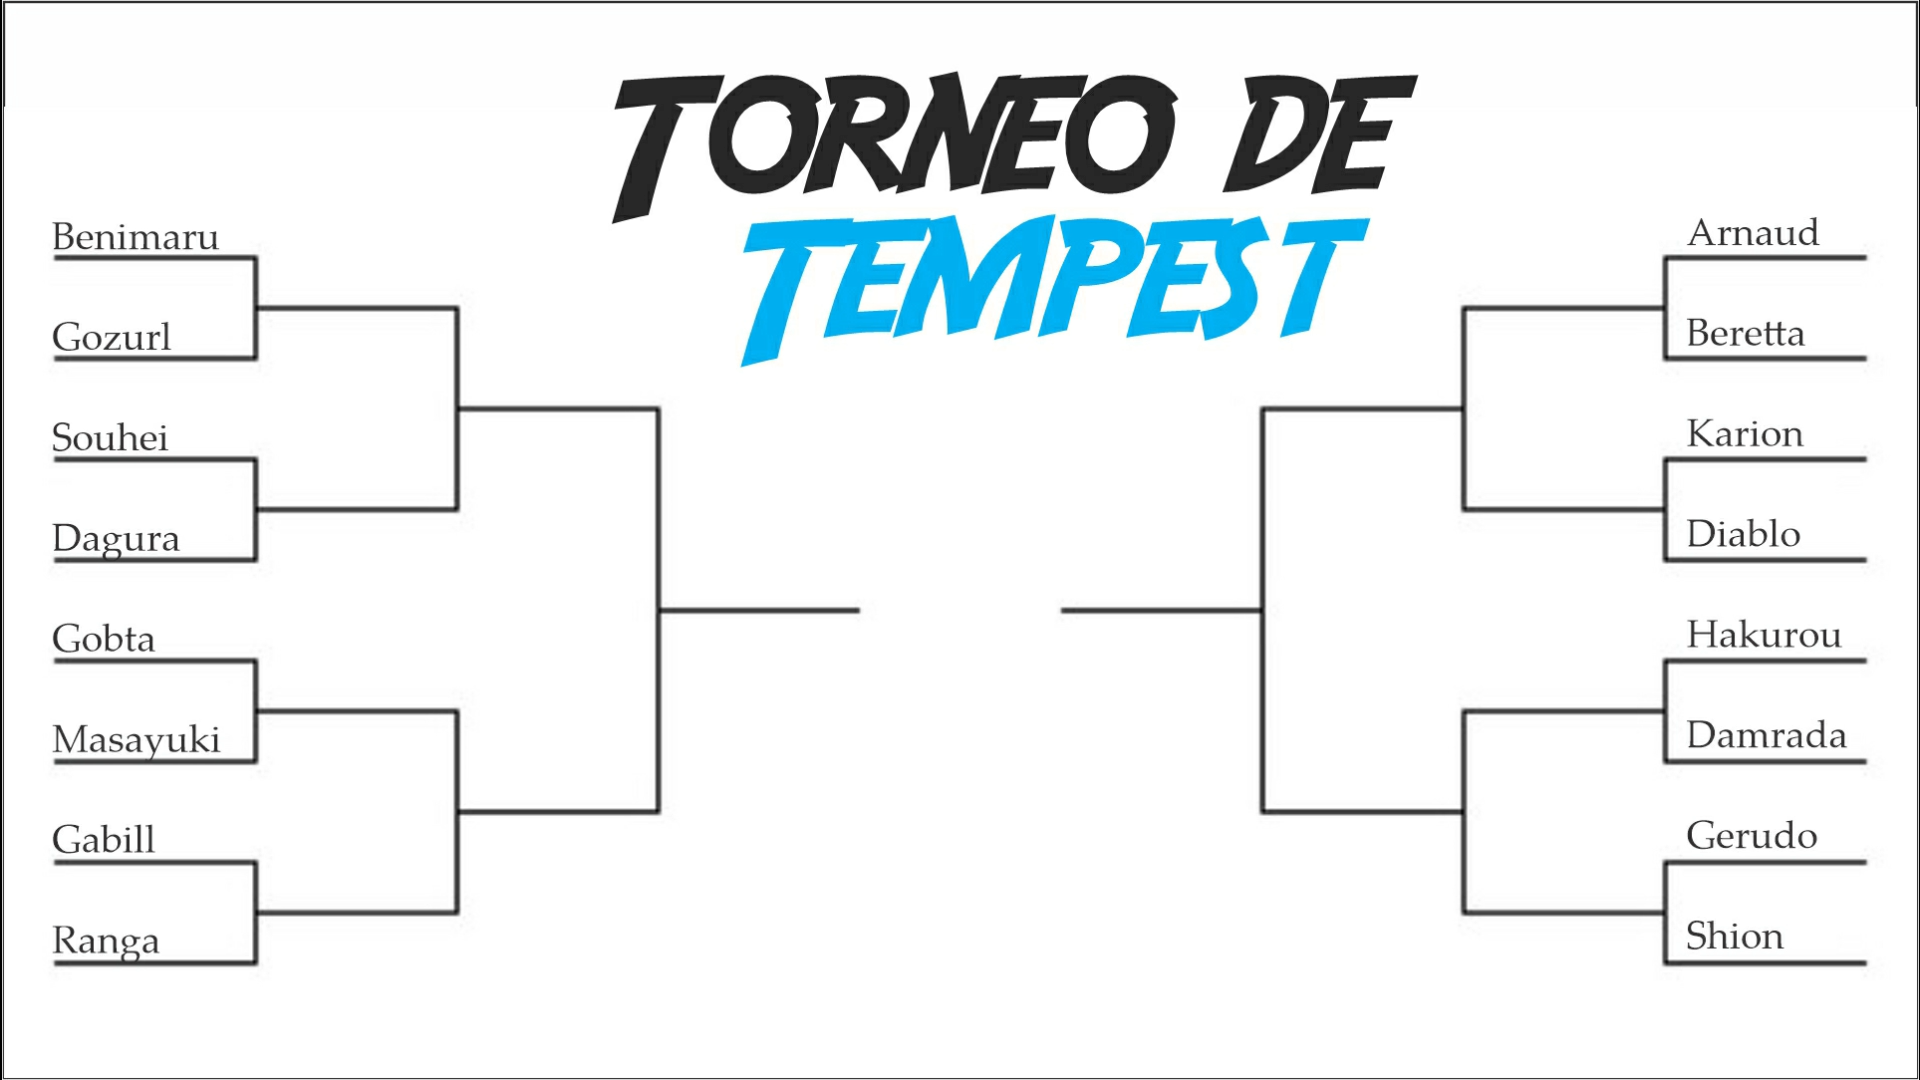 TORNEO DE
TEMPEST
Benimaru
Gozurl
Souhei
Dagura
Gobta
Masayuki
Gabill
Ranga
Arnaud
Beretta
Karion
Diablo
Hakurou
Damrada
Gerudo
Shion